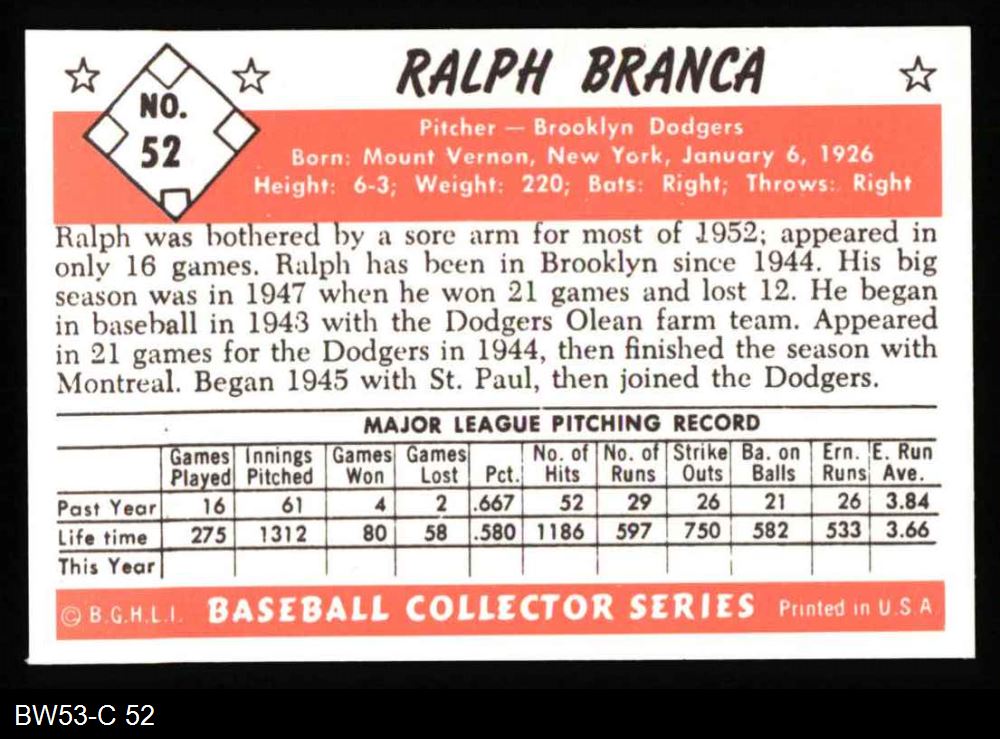 RALPH BRANCA
NO.
52
Pitcher — Brooklyn Dodgers
Born: Mount Vernon, New York, January 6, 1926
Height: 6-3; Weight: 220; Bats: Right; Throws: Right
Ralph was bothered by a sore arm for most of 1952; appeared in
only 16 games. Ralph has been in Brooklyn since 1944. His big
season was in 1947 when he won 21 games and lost 12. He began
in baseball in 1943 with the Dodgers Olean farm team. Appeared
in 21 games for the Dodgers in 1944, then finished the season with
Montreal. Began 1945 with St. Paul, then joined the Dodgers.
MAJOR LEAGUE PITCHING RECORD
Games Played Innings Pitched Games Won Games Lost Pct. No. of Hits No. of Runs Strike Outs Ba. on Balls Ern. Runs E. Run Ave.
Past Year 16 61 4 2 .667 52 29 26 21 26 3.84
Life time 275 1312 80 58 .580 1186 597 750 582 533 3.66
This Year
© B.G.H.L.I. BASEBALL COLLECTOR SERIES Printed in U.S.A
BW53-C 52